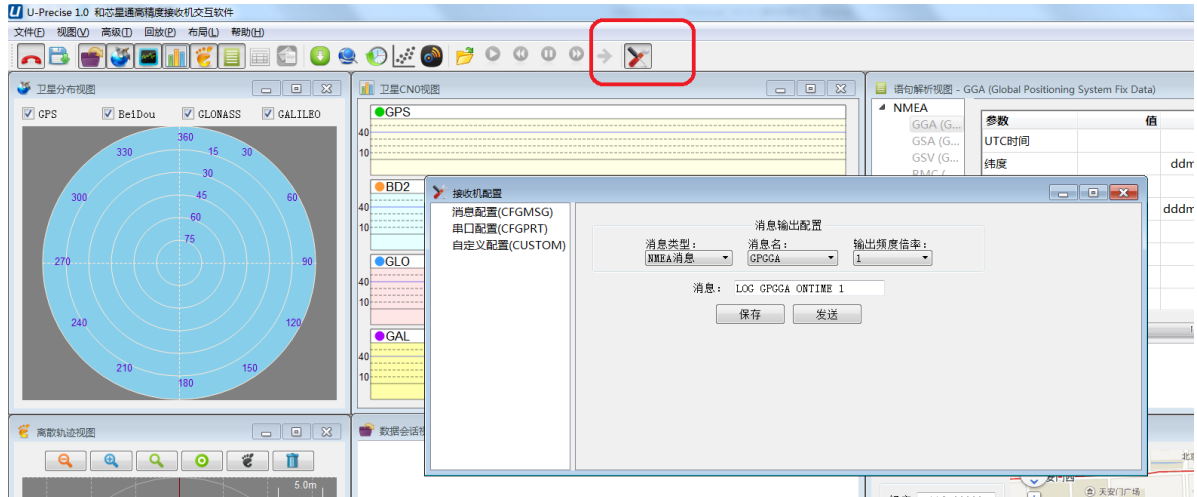 U-Precise 1.0 和芯星通高精度接收机交互软件
文件(F) 视图(V) 高级(T) 回放(P) 布局(L) 帮助(H)
卫星分布视图
GPS BeiDou GLONASS GALILEO
360
330 15 30
30
300 45 60
60
75
270 90
240 120
210 150
180
卫星CN0视图
GPS
40
10
BD2
40
10
GLO
40
10
GAL
40
10
语句解析视图 - GGA (Global Positioning System Fix Data)
NMEA
GGA (G...
GSA (G...
GSV (G...
RMC (
参数 值
UTC时间
纬度 ddm
dddm
接收机配置
消息配置(CFGMSG)
串口配置(CFGPRT)
自定义配置(CUSTOM)
消息输出配置
消息类型: 消息名: 输出频度倍率:
NMEA消息 GPGGA 1
消息: LOG GPGGA ONTIME 1
保存 发送
离散轨迹视图
5.0m
数据会话
天安门广场